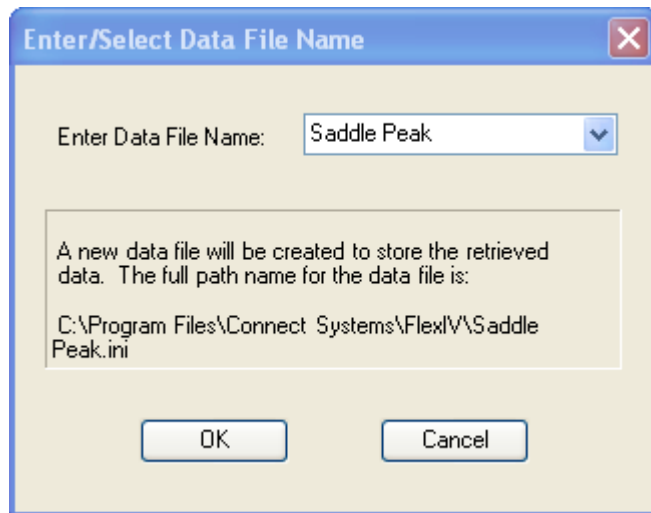 Enter/Select Data File Name
Enter Data File Name: Saddle Peak
A new data file will be created to store the retrieved
data. The full path name for the data file is:
C:\Program Files\Connect Systems\FlexIV\Saddle
Peak.ini
OK Cancel